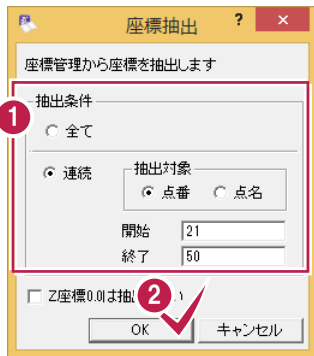 座標抽出 ? ×
座標管理から座標を抽出します
1
抽出条件
全て
連続
抽出対象
点番 点名
開始 21
終了 50
2
Z座標0.0は抽出
OK キャンセル